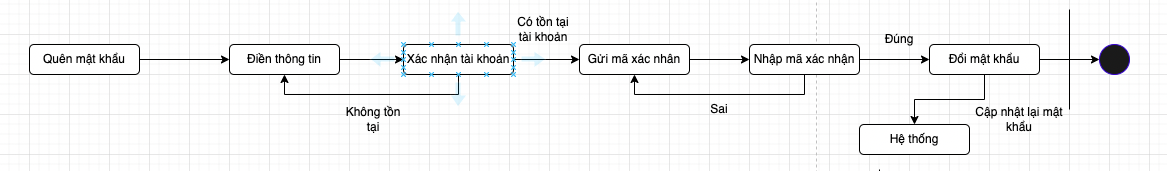 Quên mật khẩu
Điền thông tin
Xác nhận tài khoản
Có tồn tại
tài khoản
Gửi mã xác nhân
Nhập mã xác nhận
Đúng
Đổi mật khẩu
Không tồn
tại
Sai
Cập nhật lại mật
khẩu
Hệ thống